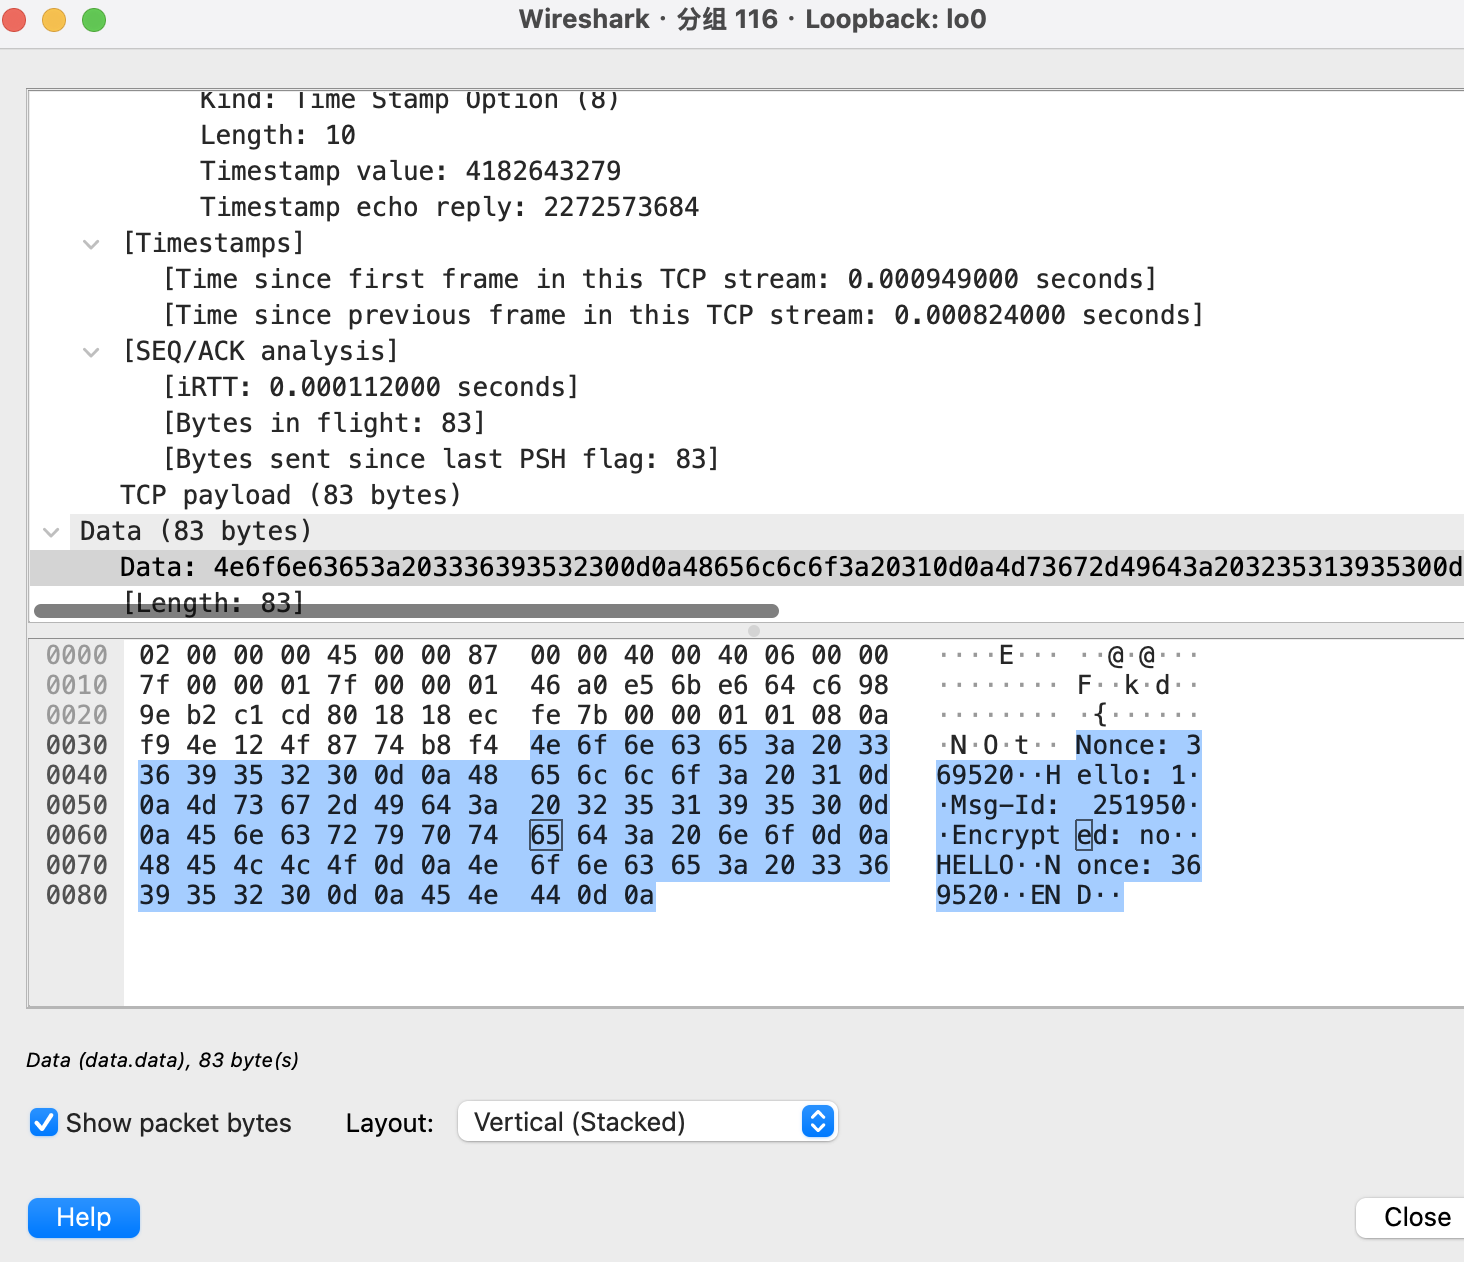 Wireshark · 分组 116 · Loopback: lo0
Kind: Time Stamp Option (8)
Length: 10
Timestamp value: 4182643279
Timestamp echo reply: 2272573684
[Timestamps]
[Time since first frame in this TCP stream: 0.000949000 seconds]
[Time since previous frame in this TCP stream: 0.000824000 seconds]
[SEQ/ACK analysis]
[iRTT: 0.000112000 seconds]
[Bytes in flight: 83]
[Bytes sent since last PSH flag: 83]
TCP payload (83 bytes)
Data (83 bytes)
Data: 4e6f6e63653a203336393532300d0a48656c6c6f3a20310d0a4d73672d49643a203235313935300d
[Length: 83]
0000 02 00 00 00 45 00 00 87 00 00 40 00 40 06 00 00 ····E··· ··@·@···
0010 7f 00 00 01 7f 00 00 01 46 a0 e5 6b e6 64 c6 98 ········ F··k·d··
0020 9e b2 c1 cd 80 18 18 ec fe 7b 00 00 01 01 08 0a ········ ·{······
0030 f9 4e 12 4f 87 74 b8 f4 4e 6f 6e 63 65 3a 20 33 ·N·O·t·· Nonce: 3
0040 36 39 35 32 30 0d 0a 48 65 6c 6c 6f 3a 20 31 0d 69520··H ello: 1·
0050 0a 4d 73 67 2d 49 64 3a 20 32 35 31 39 35 30 0d ·Msg-Id: 251950·
0060 0a 45 6e 63 72 79 70 74 65 64 3a 20 6e 6f 0d 0a ·Encrypt ed: no··
0070 48 45 4c 4c 4f 0d 0a 4e 6f 6e 63 65 3a 20 33 36 HELLO··N once: 36
0080 39 35 32 30 0d 0a 45 4e 44 0d 0a 9520··EN D··
Data (data.data), 83 byte(s)
Show packet bytes Layout: Vertical (Stacked)
Help Close